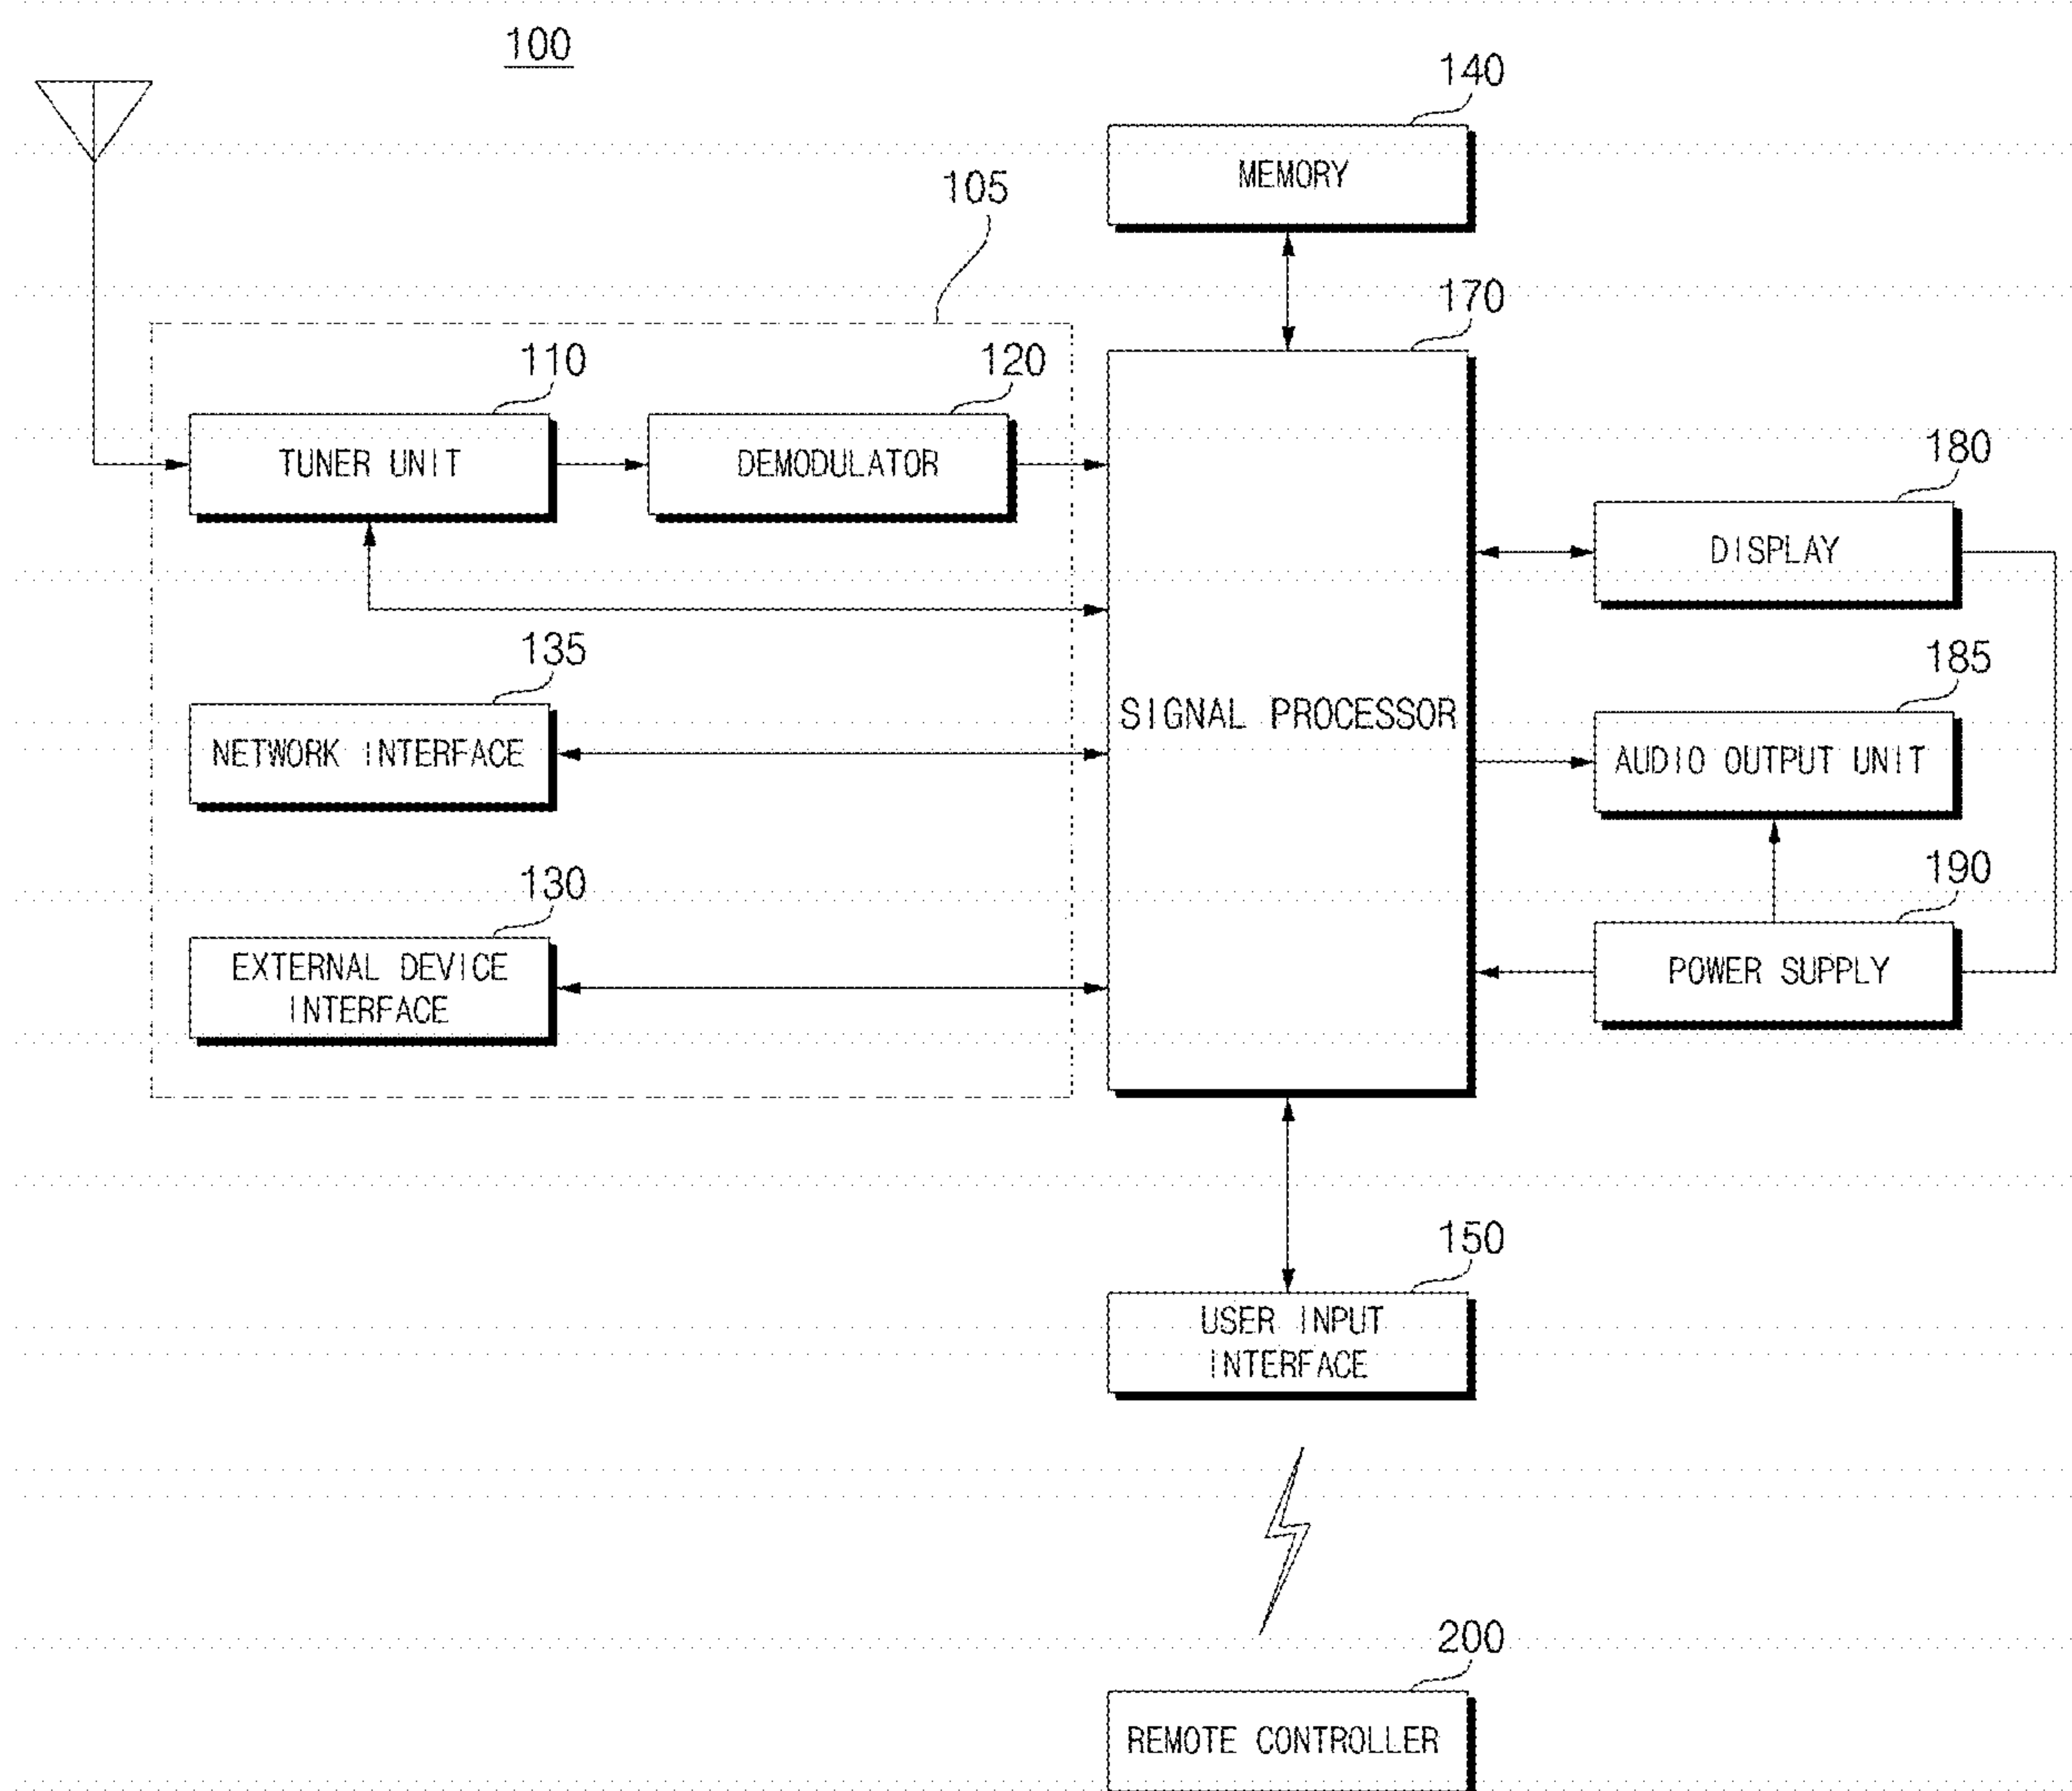 100
140
MEMORY
105
170
110
120
TUNER UNIT
DEMODULATOR
180
DISPLAY
135
NETWORK INTERFACE
SIGNAL PROCESSOR
185
AUDIO OUTPUT UNIT
130
EXTERNAL DEVICE
INTERFACE
190
POWER SUPPLY
150
USER INPUT
INTERFACE
200
REMOTE CONTROLLER